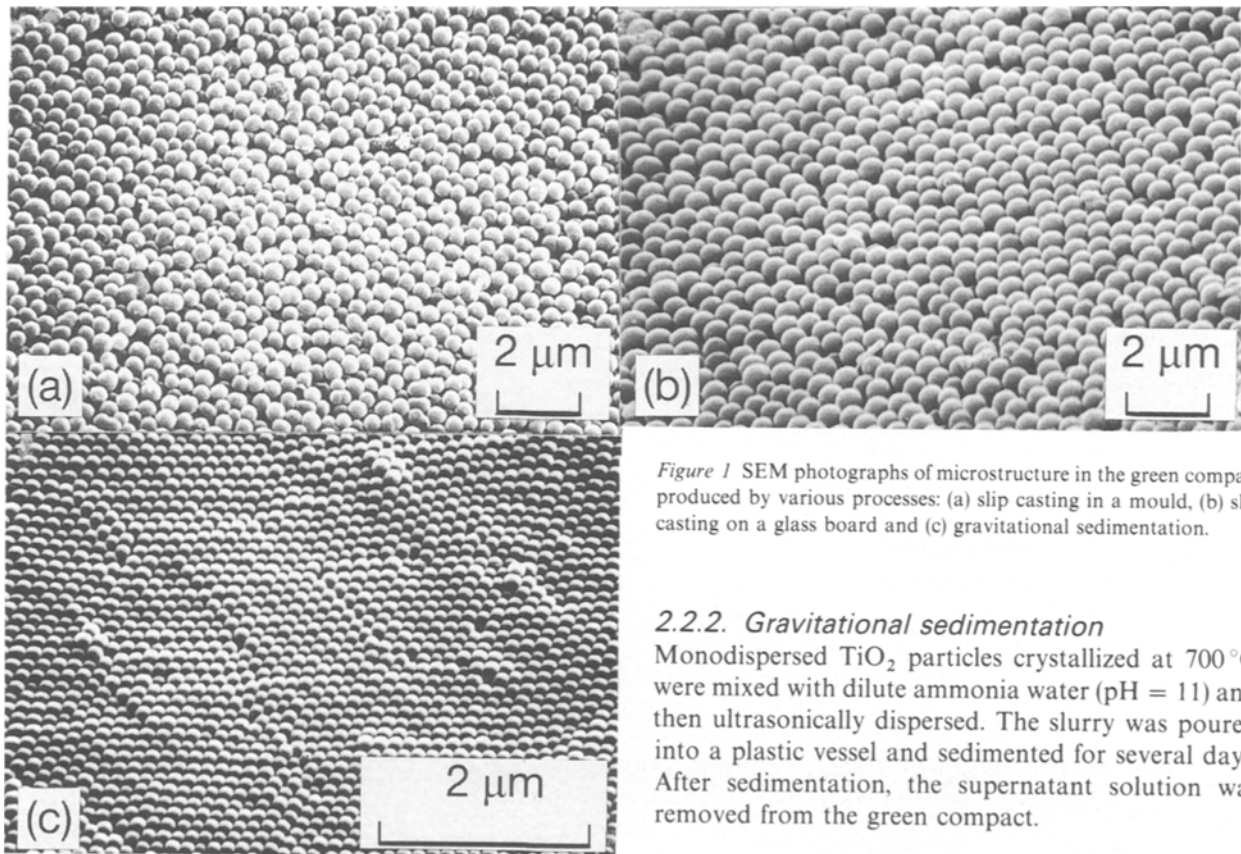 2 μm
(a)
2 μm
(b)
2 μm
(c)
Figure 1 SEM photographs of microstructure in the green compa
produced by various processes: (a) slip casting in a mould, (b) sl
casting on a glass board and (c) gravitational sedimentation.
2.2.2. Gravitational sedimentation
Monodispersed TiO₂ particles crystallized at 700 °C
were mixed with dilute ammonia water (pH = 11) an
then ultrasonically dispersed. The slurry was poure
into a plastic vessel and sedimented for several day
After sedimentation, the supernatant solution wa
removed from the green compact.